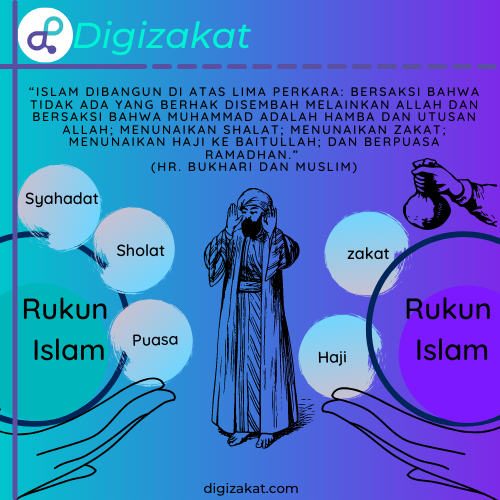 Digizakat
“ISLAM DIBANGUN DI ATAS LIMA PERKARA: BERSAKSI BAHWA
TIDAK ADA YANG BERHAK DISEMBAH MELAINKAN ALLAH DAN
BERSAKSI BAHWA MUHAMMAD ADALAH HAMBA DAN UTUSAN
ALLAH; MENUNAIKAN SHALAT; MENUNAIKAN ZAKAT;
MENUNAIKAN HAJI KE BAITULLAH; DAN BERPUASA
RAMADHAN.”
(HR. BUKHARI DAN MUSLIM)
Syahadat
Sholat
Rukun
Islam
Puasa
zakat
Rukun
Islam
Haji
digizakat.com